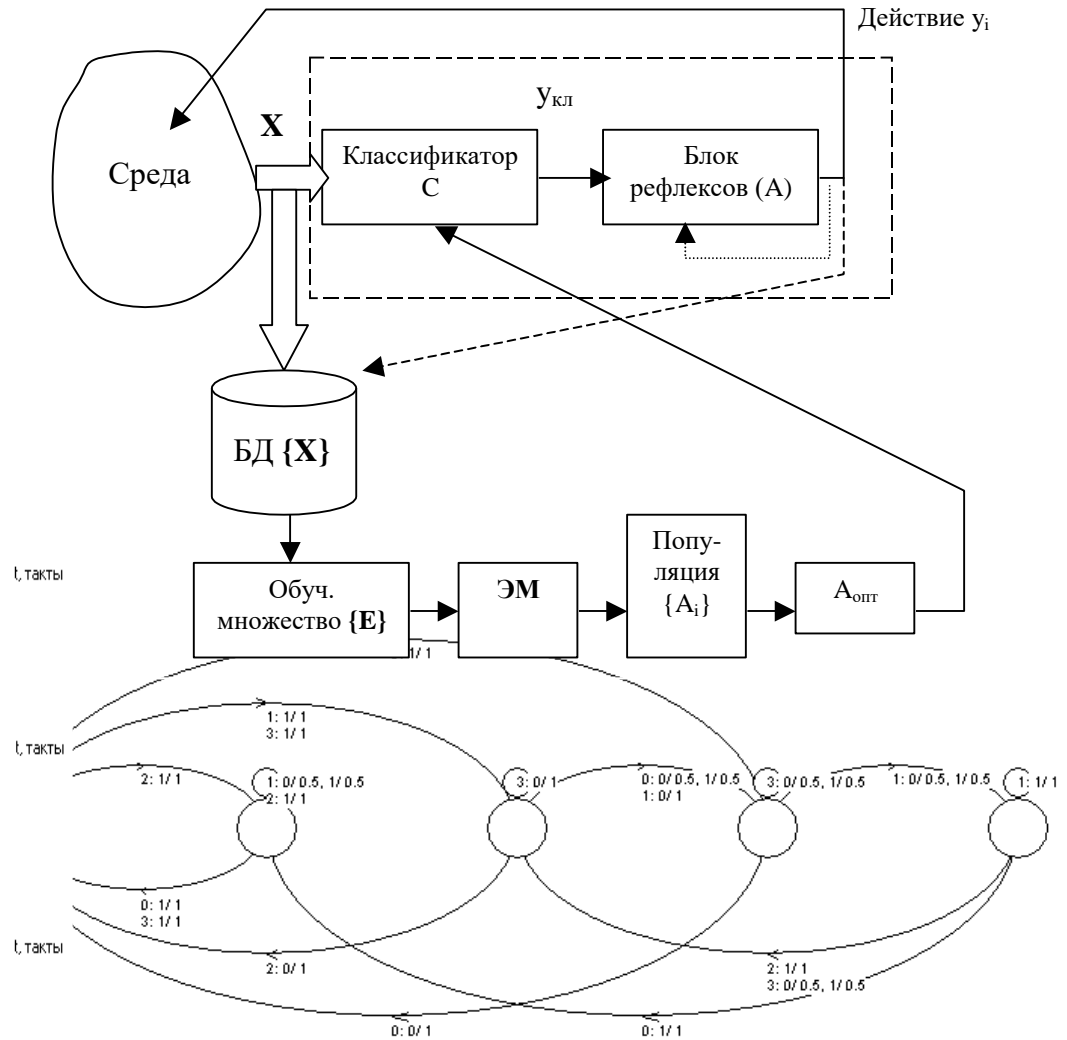 Действие yᵢ
yкл
X
Среда
Классификатор
С
Блок
рефлексов (А)
БД {X}
Попу-
ляция
{Aᵢ}
t, такты
Обуч.
множество {E}
ЭМ
Aопт
1/ 1
1: 1/ 1
3: 1/ 1
t, такты
2: 1/ 1
1: 0/ 0.5, 1/ 0.5
2: 1/ 1
3: 0/ 1
0: 0/ 0.5, 1/ 0.5
1: 0/ 1
3: 0/ 0.5, 1/ 0.5
1: 0/ 0.5, 1/ 0.5
1: 1/ 1
0: 1/ 1
3: 1/ 1
t, такты
2: 0/ 1
2: 1/ 1
3: 0/ 0.5, 1/ 0.5
0: 0/ 1
0: 1/ 1